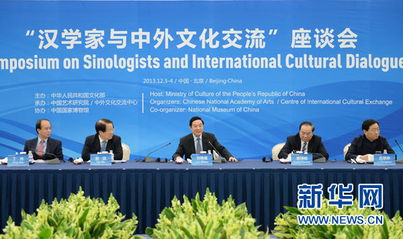 “汉学家与中外文化交流”座谈会
mposium on Sinologists and International Cultural Dialogue
2013.12.3-4 / 中国·北京 / Beijing·China
主办：中华人民共和国文化部
承办：中国艺术研究院 / 中外文化交流中心
协办：中国国家博物馆
Host: Ministry of Culture of the People's Republic of China
Organizers: Chinese National Academy of Arts / Centre of International Cultural Exchange
Co-organizer: National Museum of China
新华网
WWW.NEWS.CN